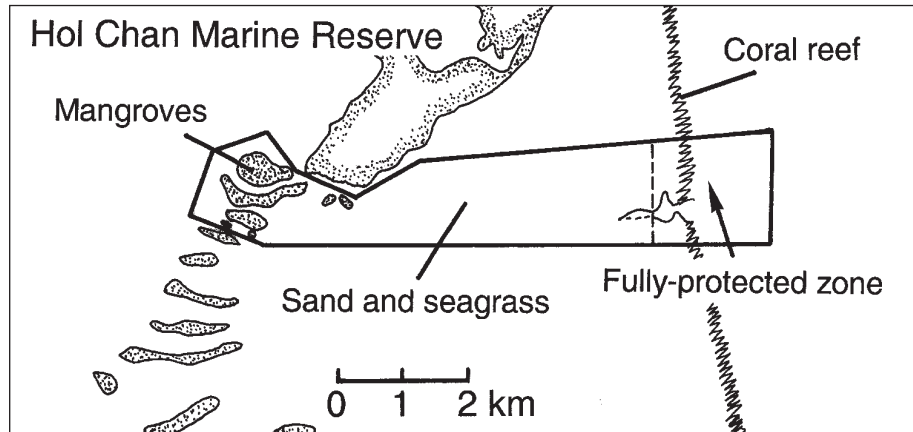 Hol Chan Marine Reserve
Coral reef
Mangroves
Sand and seagrass
Fully-protected zone
0 1 2 km